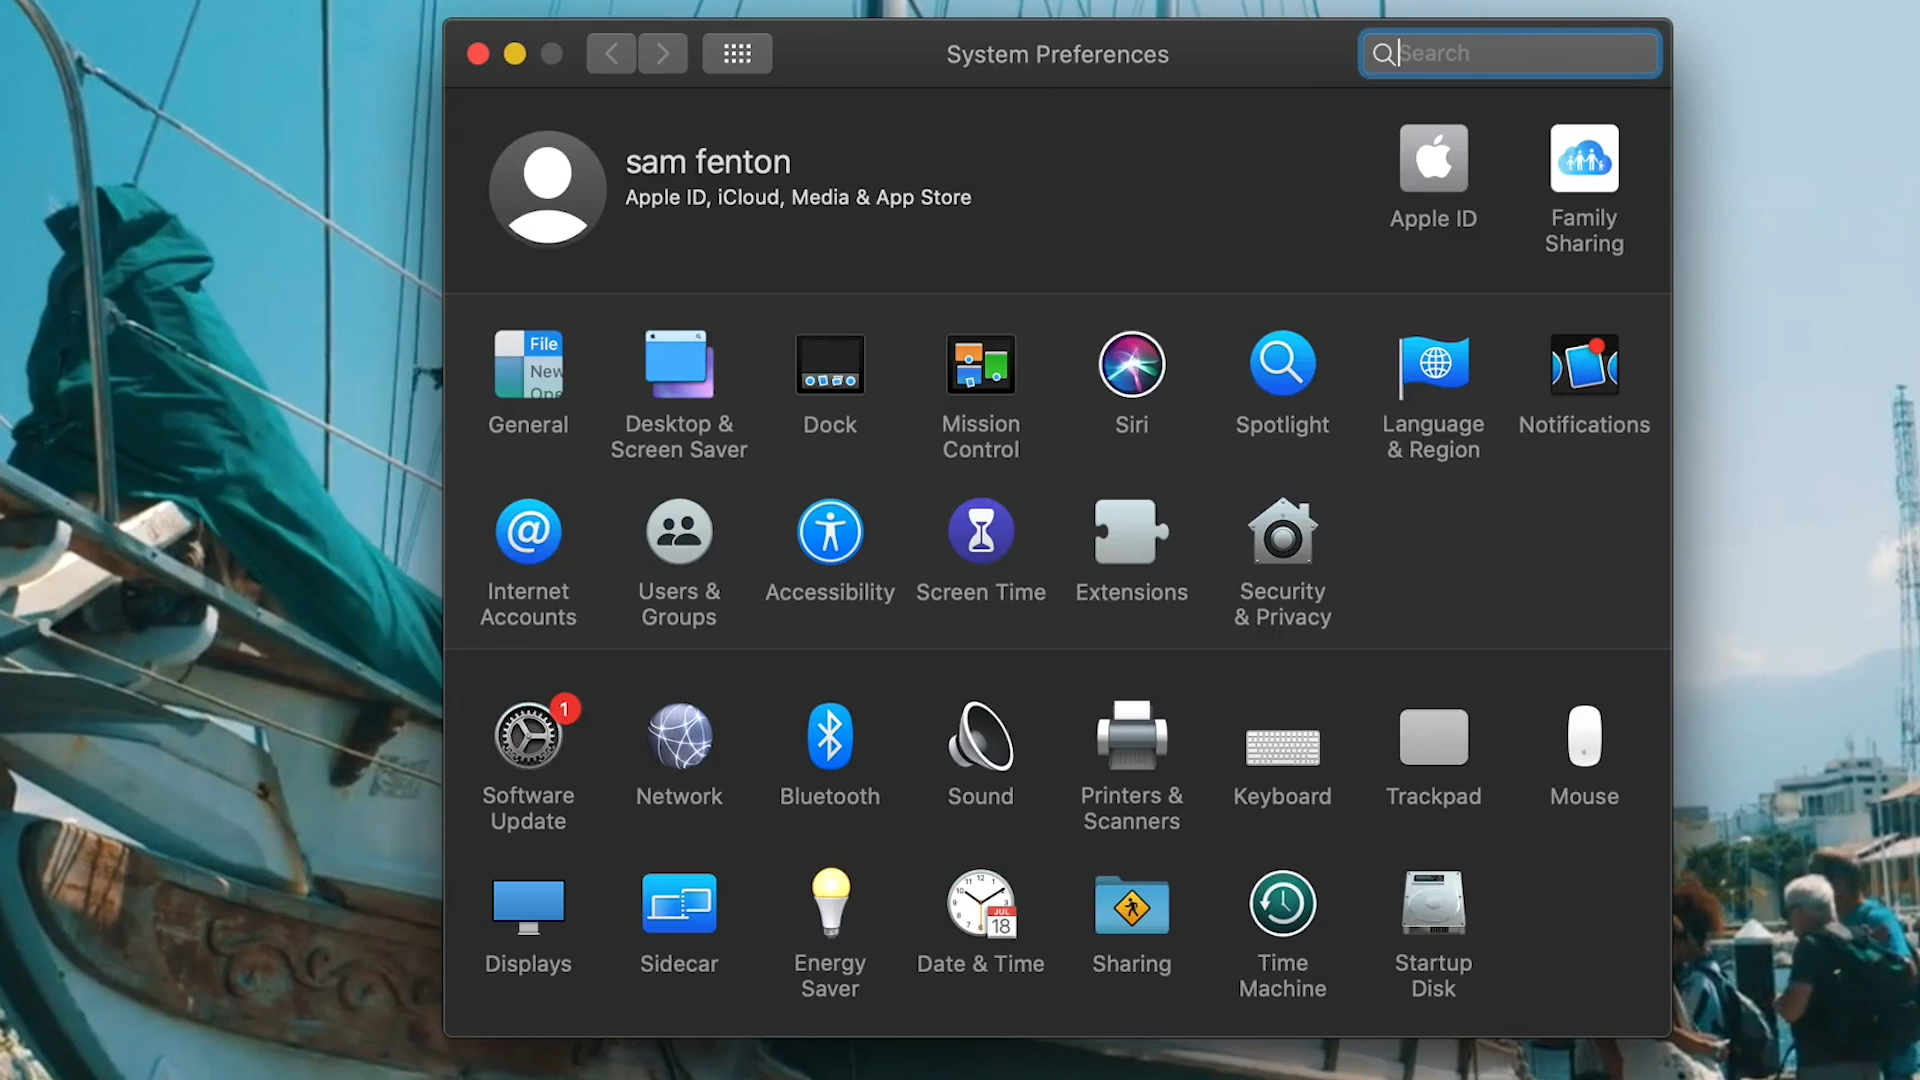 System Preferences
Search
sam fenton
Apple ID, iCloud, Media & App Store
Apple ID
Family
Sharing
File
New
Ope
General
Desktop &
Screen Saver
Dock
Mission
Control
Siri
Spotlight
Language
& Region
Notifications
@
Internet
Accounts
Users &
Groups
Accessibility
Screen Time
Extensions
Security
& Privacy
1
Software
Update
Network
Bluetooth
Sound
Printers &
Scanners
Keyboard
Trackpad
Mouse
Displays
Sidecar
Energy
Saver
JUL
18
Date & Time
Sharing
Time
Machine
Startup
Disk